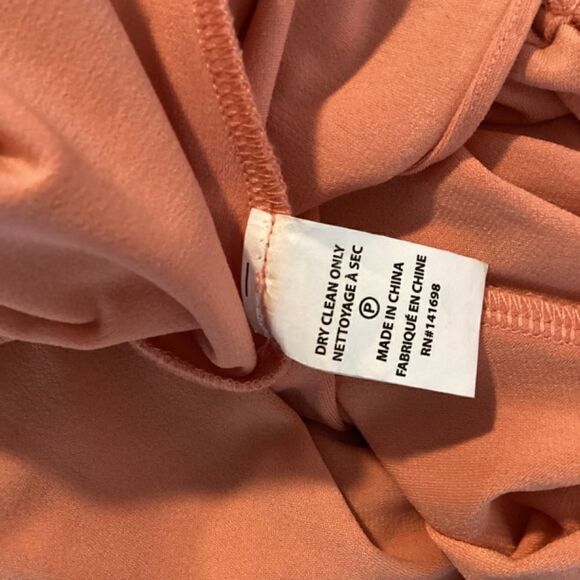 DRY CLEAN ONLY
NETTOYAGE À SEC
P
MADE IN CHINA
FABRIQUÉ EN CHINE
RN#141698